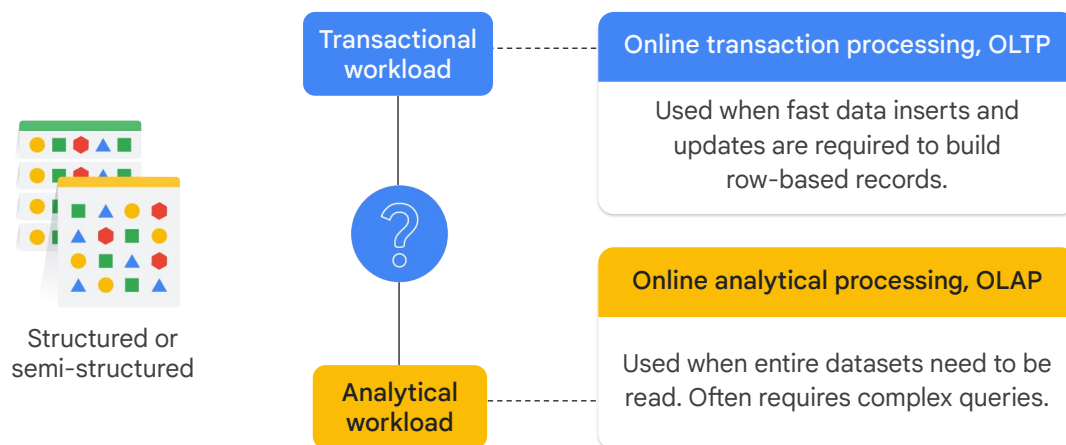 Transactional
workload
Online transaction processing, OLTP
Used when fast data inserts and
updates are required to build
row-based records.
?
Structured or
semi-structured
Online analytical processing, OLAP
Used when entire datasets need to be
read. Often requires complex queries.
Analytical
workload